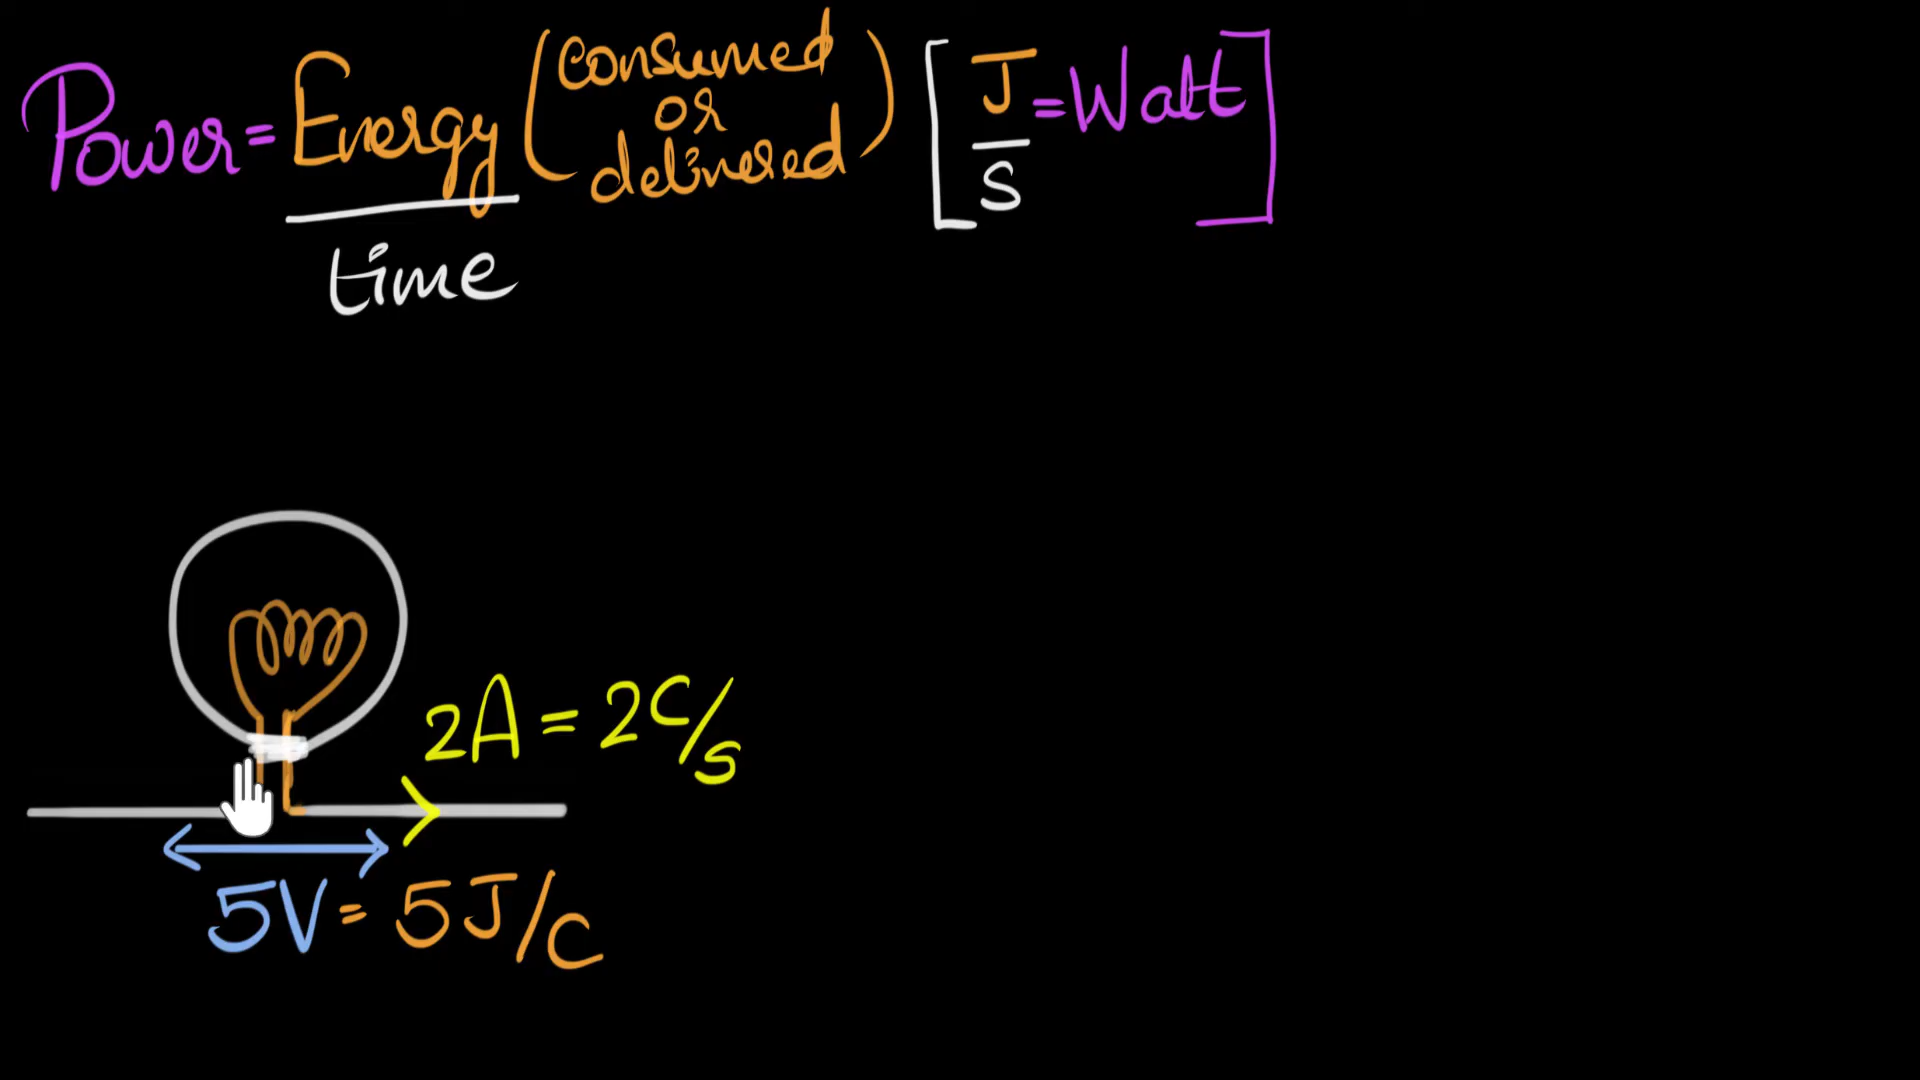 Power = Energy (consumed or delivered) [J/s = Watt]
time
2A = 2C/s
5V = 5J/C